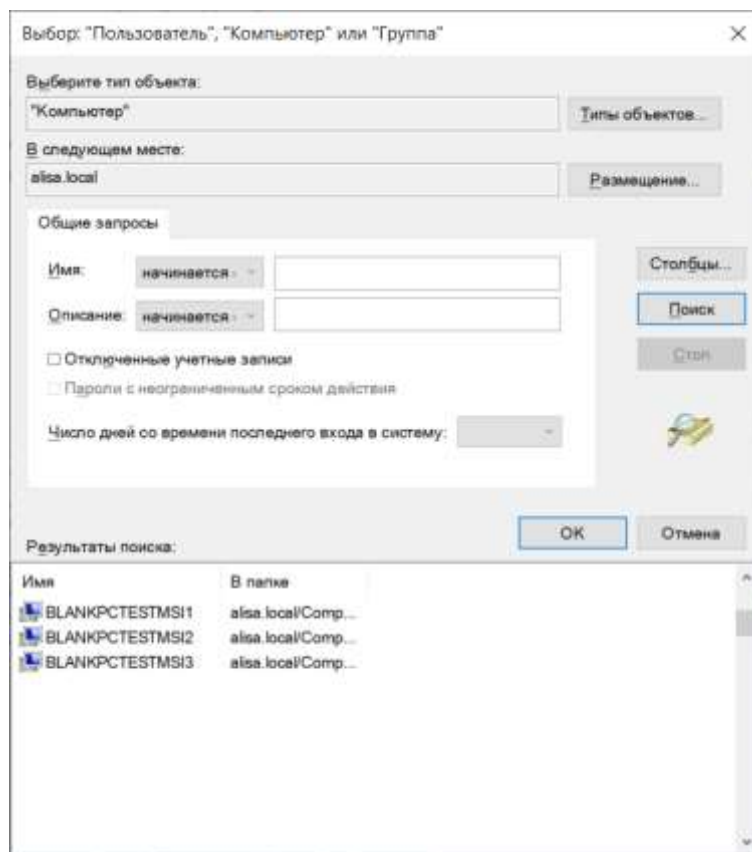 Выбор: "Пользователь", "Компьютер" или "Группа"
Выберите тип объекта:
"Компьютер"
Типы объектов...
В следующем месте:
alisa.local
Размещение...
Общие запросы
Имя:
начинается
Столбцы...
Описание:
начинается
Поиск
Отключенные учетные записи
Стоп
Пароли с неограниченным сроком действия
Число дней со времени последнего входа в систему:
Результаты поиска:
OK
Отмена
Имя В папке
BLANKPCTESTMSI1 alisa.local/Comp...
BLANKPCTESTMSI2 alisa.local/Comp...
BLANKPCTESTMSI3 alisa.local/Comp...